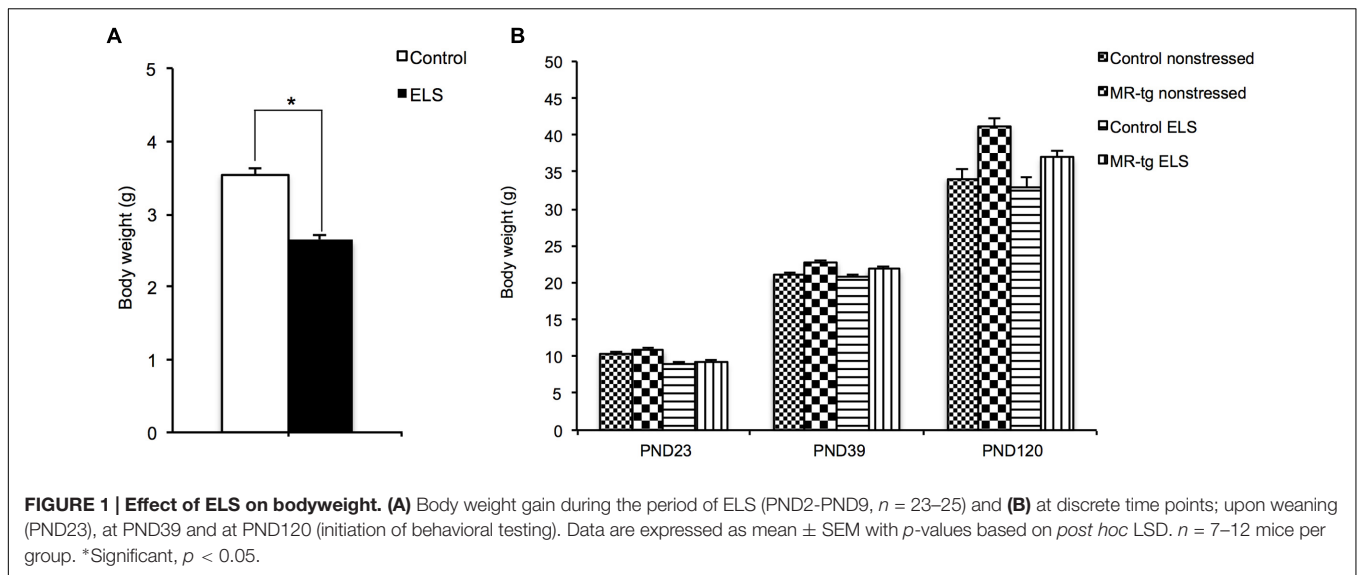 A
Control
ELS
5
4
3
2
1
0
*
Body weight (g)
B
Control nonstressed
MR-tg nonstressed
Control ELS
MR-tg ELS
50
45
40
35
30
25
20
15
10
5
0
Body weight (g)
PND23 PND39 PND120
FIGURE 1 | Effect of ELS on bodyweight. (A) Body weight gain during the period of ELS (PND2-PND9, n = 23–25) and (B) at discrete time points; upon weaning
(PND23), at PND39 and at PND120 (initiation of behavioral testing). Data are expressed as mean ± SEM with p-values based on post hoc LSD. n = 7–12 mice per
group. *Significant, p < 0.05.